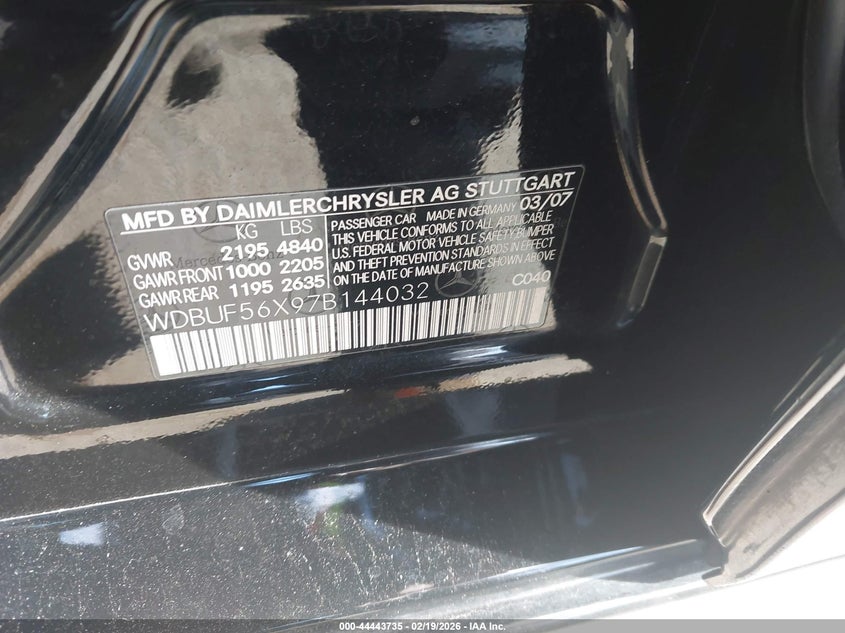 MFD BY DAIMLERCHRYSLER AG STUTTGART
KG LBS
GVWR 2195 4840
GAWR FRONT 1000 2205
GAWR REAR 1195 2635
PASSENGER CAR MADE IN GERMANY 03/07
THIS VEHICLE CONFORMS TO ALL APPLICABLE
U.S. FEDERAL MOTOR VEHICLE SAFETY,BUMPER
AND THEFT PREVENTION STANDARDS IN EFFECT
ON THE DATE OF MANUFACTURE SHOWN ABOVE
WDBUF56X97B144032
C040
000-44443735 - 02/19/2026 - IAA Inc.